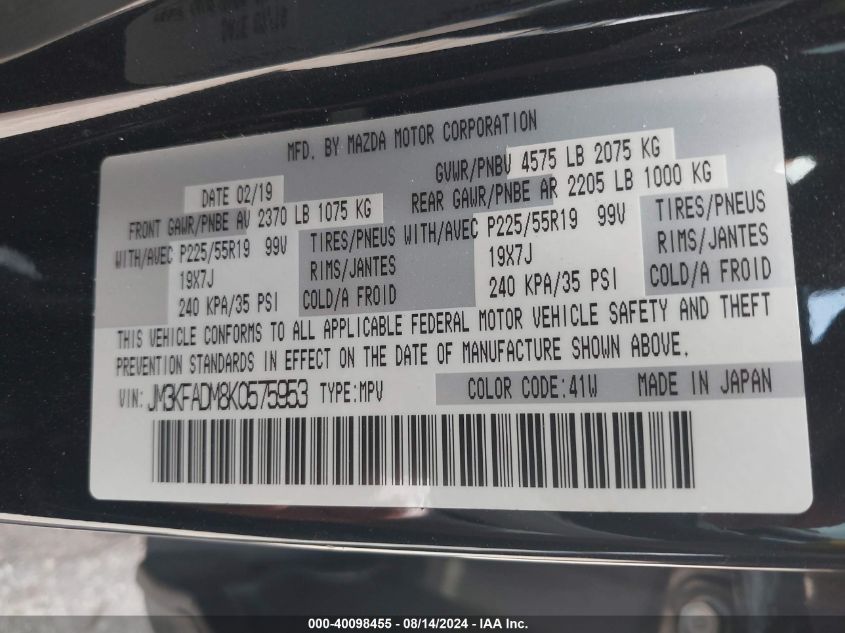 MFD. BY MAZDA MOTOR CORPORATION
DATE 02/19
GVWR/PNBV 4575 LB 2075 KG
FRONT GAWR/PNBE AV 2370 LB 1075 KG
REAR GAWR/PNBE AR 2205 LB 1000 KG
WITH/AVEC P225/55R19 99V TIRES/PNEUS WITH/AVEC P225/55R19 99V TIRES/PNEUS
19X7J RIMS/JANTES 19X7J RIMS/JANTES
240 KPA/35 PSI COLD/A FROID 240 KPA/35 PSI COLD/A FROID
THIS VEHICLE CONFORMS TO ALL APPLICABLE FEDERAL MOTOR VEHICLE SAFETY AND THEFT
PREVENTION STANDARDS IN EFFECT ON THE DATE OF MANUFACTURE SHOWN ABOVE.
VIN: JM3KFADM8K0575953 TYPE:MPV COLOR CODE:41W MADE IN JAPAN
000-40098455 - 08/14/2024 - IAA Inc.